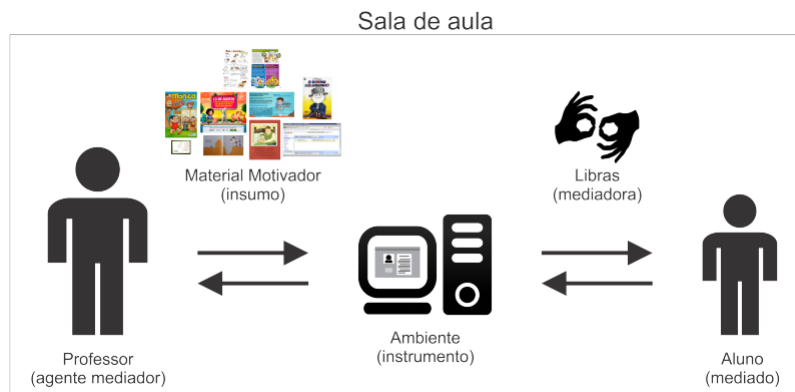 Sala de aula
Material Motivador
(insumo)
Libras
(mediadora)
Ambiente
(instrumento)
Professor
(agente mediador)
Aluno
(mediado)